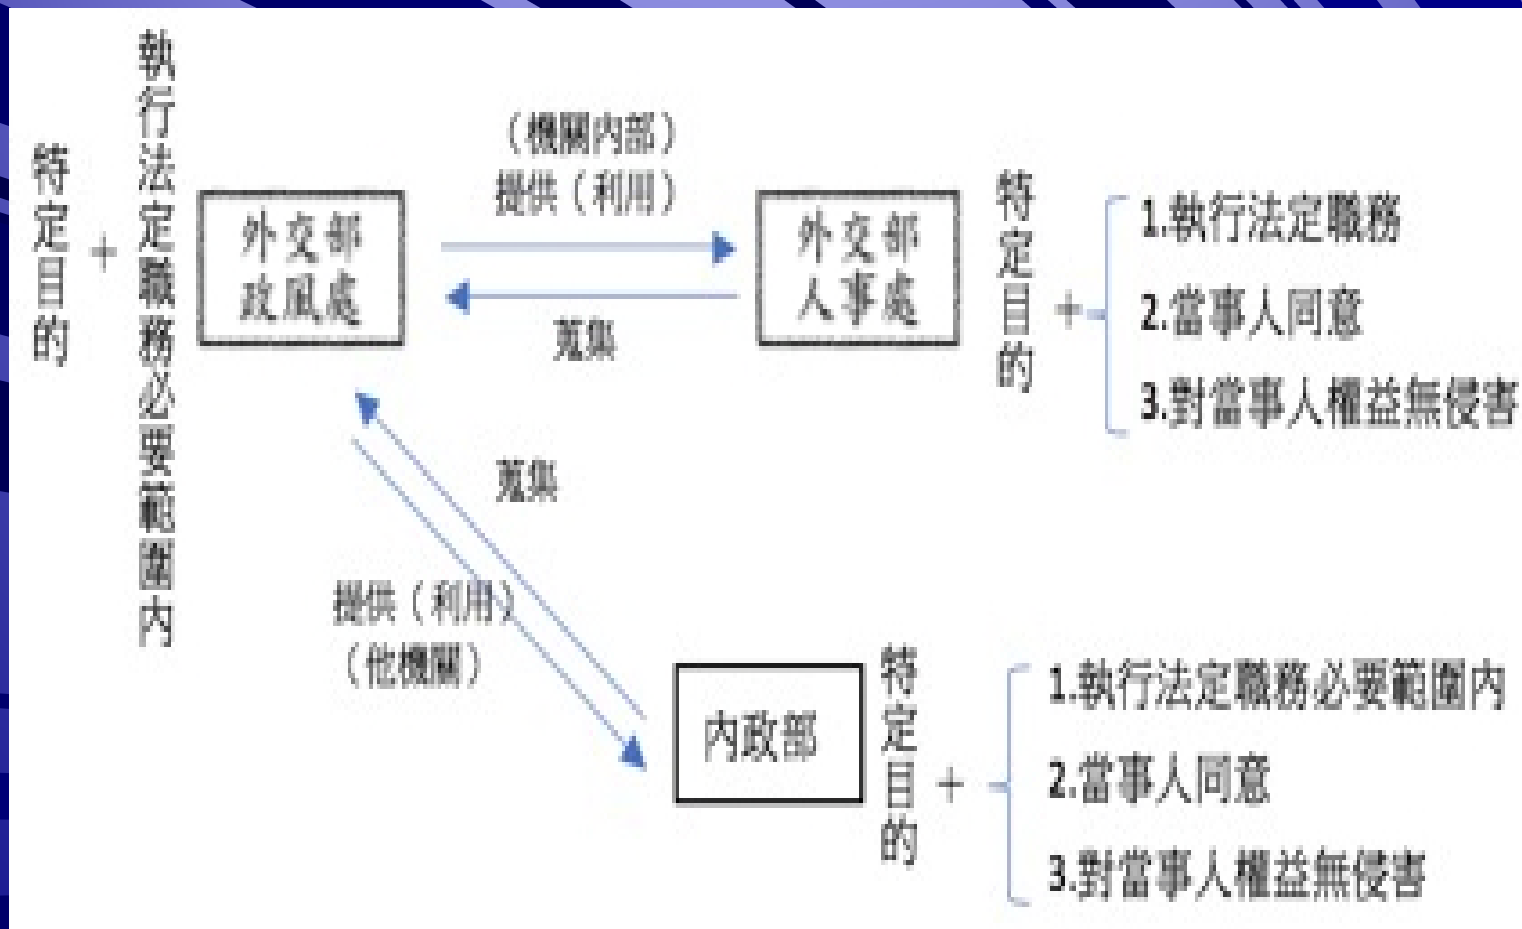 特定目的
+
執行法定職務必要範圍內
外交部
政風處
(機關內部)
提供(利用)
蒐集
外交部
人事處
特定目的
+
1.執行法定職務
2.當事人同意
3.對當事人權益無侵害
蒐集
提供(利用)
(他機關)
內政部
特定目的
+
1.執行法定職務必要範圍內
2.當事人同意
3.對當事人權益無侵害